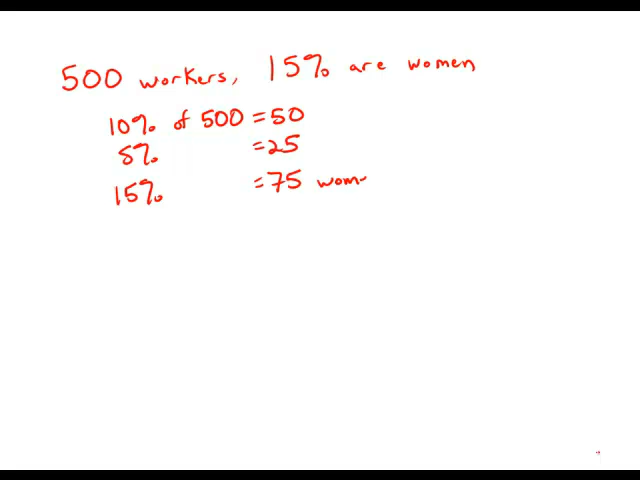 500 workers, 15% are women
10% of 500 = 50
5% = 25
15% = 75 wom